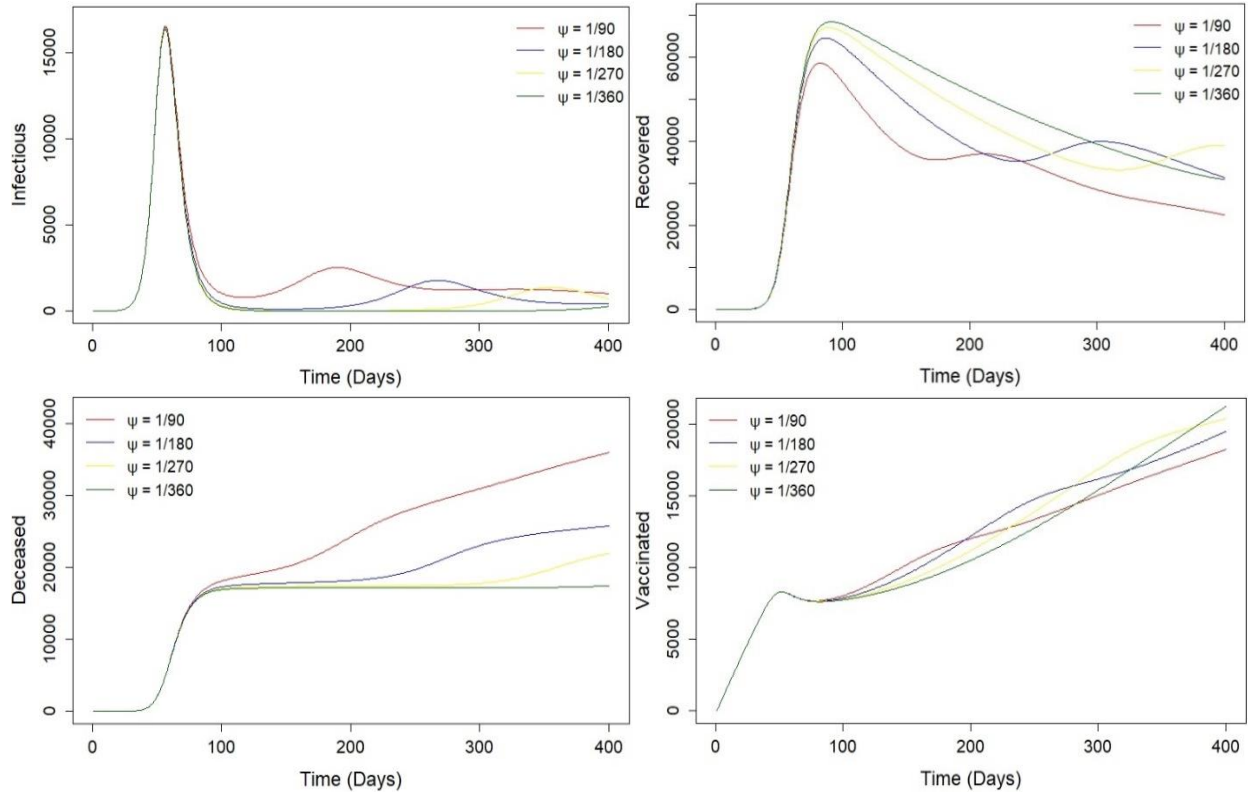 Infectious
15000
10000
5000
0
ψ = 1/90
ψ = 1/180
ψ = 1/270
ψ = 1/360
0 100 200 300 400
Time (Days)
Recovered
60000
40000
20000
0
ψ = 1/90
ψ = 1/180
ψ = 1/270
ψ = 1/360
0 100 200 300 400
Time (Days)
Deceased
40000
30000
20000
10000
0
ψ = 1/90
ψ = 1/180
ψ = 1/270
ψ = 1/360
0 100 200 300 400
Time (Days)
Vaccinated
20000
15000
10000
5000
0
ψ = 1/90
ψ = 1/180
ψ = 1/270
ψ = 1/360
0 100 200 300 400
Time (Days)